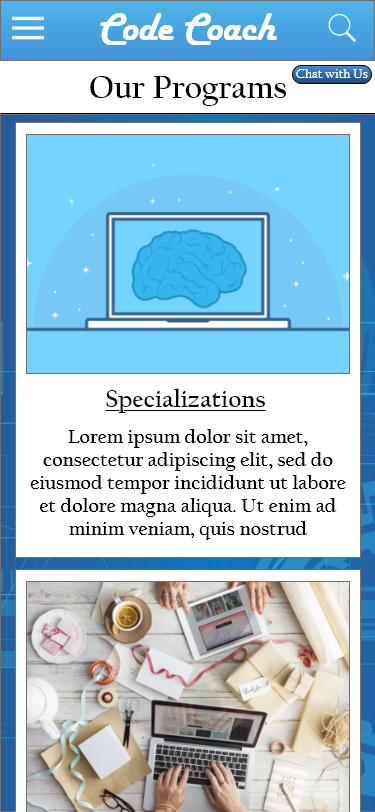 Code Coach
Chat with Us
Our Programs
Specializations
Lorem ipsum dolor sit amet,
consectetur adipiscing elit, sed do
eiusmod tempor incididunt ut labore
et dolore magna aliqua. Ut enim ad
minim veniam, quis nostrud